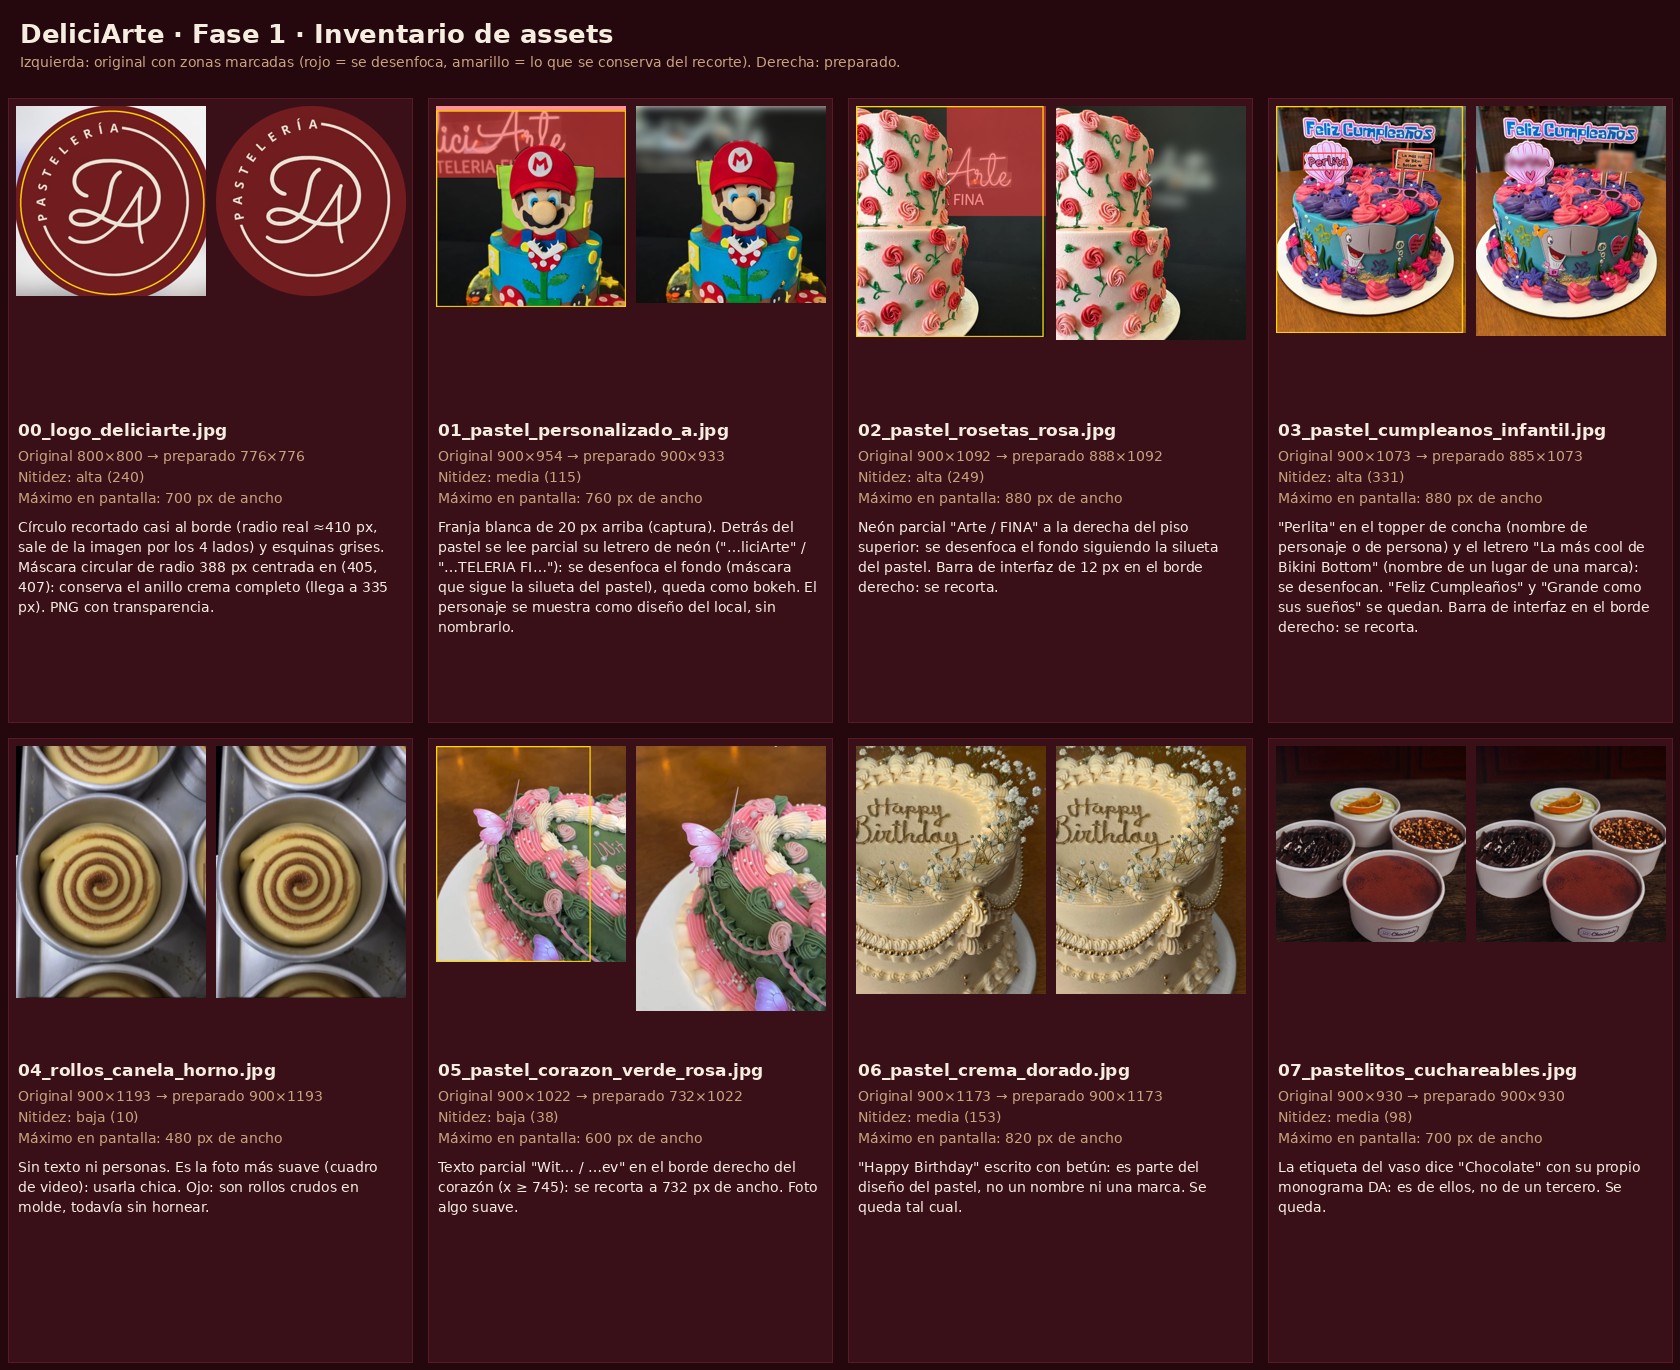 DeliciArte · Fase 1 · Inventario de assets
Izquierda: original con zonas marcadas (rojo = se desenfoca, amarillo = lo que se conserva del recorte). Derecha: preparado.
PASTELERÍA
DA
PASTELERÍA
DA
iciArte
TELERIA FI
M
M
Arte
FINA
Feliz Cumpleaños
Perlita
Feliz Cumpleaños
00_logo_deliciarte.jpg
Original 800×800 → preparado 776×776
Nitidez: alta (240)
Máximo en pantalla: 700 px de ancho
Círculo recortado casi al borde (radio real ≈410 px,
sale de la imagen por los 4 lados) y esquinas grises.
Máscara circular de radio 388 px centrada en (405,
407): conserva el anillo crema completo (llega a 335
px). PNG con transparencia.
01_pastel_personalizado_a.jpg
Original 900×954 → preparado 900×933
Nitidez: media (115)
Máximo en pantalla: 760 px de ancho
Franja blanca de 20 px arriba (captura). Detrás del
pastel se lee parcial su letrero de neón ("...liciArte" /
"...TELERIA FI..."): se desenfoca el fondo (máscara
que sigue la silueta del pastel), queda como bokeh. El
personaje se muestra como diseño del local, sin
nombrarlo.
02_pastel_rosetas_rosa.jpg
Original 900×1092 → preparado 888×1092
Nitidez: alta (249)
Máximo en pantalla: 880 px de ancho
Neón parcial "Arte / FINA" a la derecha del piso
superior: se desenfoca el fondo siguiendo la silueta
del pastel. Barra de interfaz de 12 px en el borde
derecho: se recorta.
03_pastel_cumpleanos_infantil.jpg
Original 900×1073 → preparado 885×1073
Nitidez: alta (331)
Máximo en pantalla: 880 px de ancho
"Perlita" en el topper de concha (nombre de
personaje o de persona) y el letrero "La más cool de
Bikini Bottom" (nombre de un lugar de una marca):
se desenfocan. "Feliz Cumpleaños" y "Grande como
sus sueños" se quedan. Barra de interfaz en el borde
derecho: se recorta.
Happy
Birthday
Happy
Birthday
04_rollos_canela_horno.jpg
Original 900×1193 → preparado 900×1193
Nitidez: baja (10)
Máximo en pantalla: 480 px de ancho
Sin texto ni personas. Es la foto más suave (cuadro
de video): usarla chica. Ojo: son rollos crudos en
molde, todavía sin hornear.
05_pastel_corazon_verde_rosa.jpg
Original 900×1022 → preparado 732×1022
Nitidez: baja (38)
Máximo en pantalla: 600 px de ancho
Texto parcial "Wit... / ...ev" en el borde derecho del
corazón (x ≥ 745): se recorta a 732 px de ancho. Foto
algo suave.
06_pastel_crema_dorado.jpg
Original 900×1173 → preparado 900×1173
Nitidez: media (153)
Máximo en pantalla: 820 px de ancho
"Happy Birthday" escrito con betún: es parte del
diseño del pastel, no un nombre ni una marca. Se
queda tal cual.
07_pastelitos_cuchareables.jpg
Original 900×930 → preparado 900×930
Nitidez: media (98)
Máximo en pantalla: 700 px de ancho
La etiqueta del vaso dice "Chocolate" con su propio
monograma DA: es de ellos, no de un tercero. Se
queda.